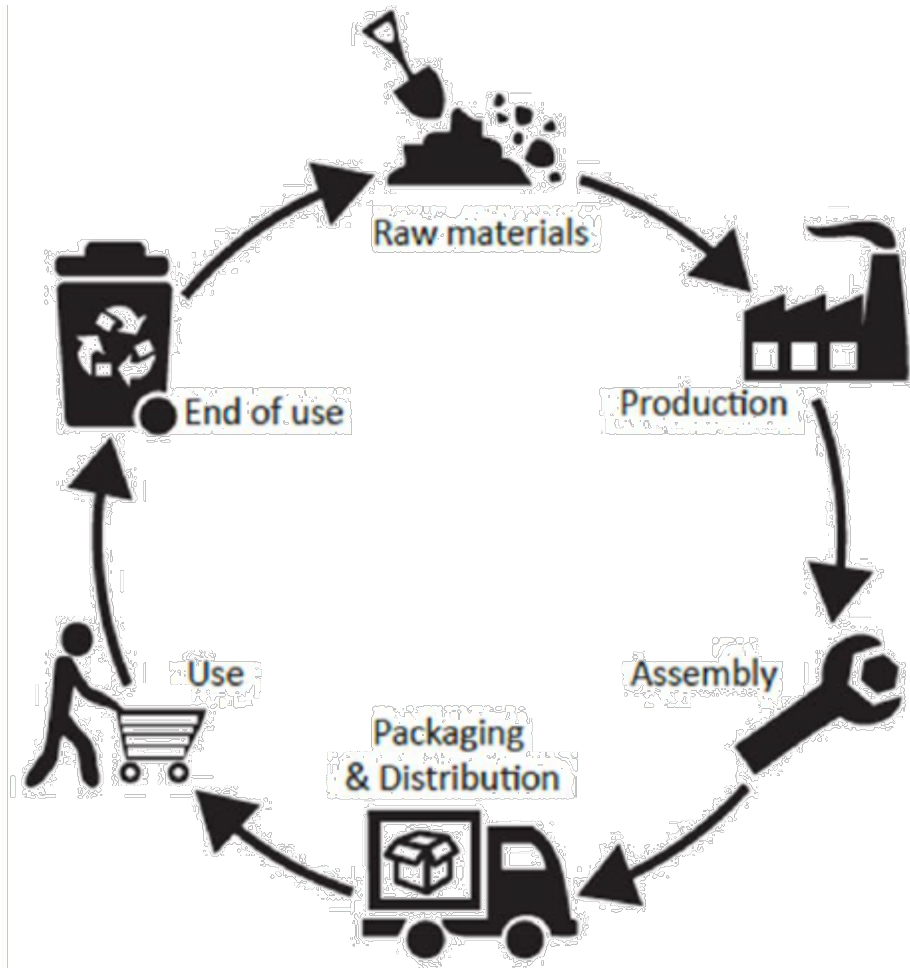 Raw materials
Production
Assembly
Packaging
& Distribution
Use
End of use